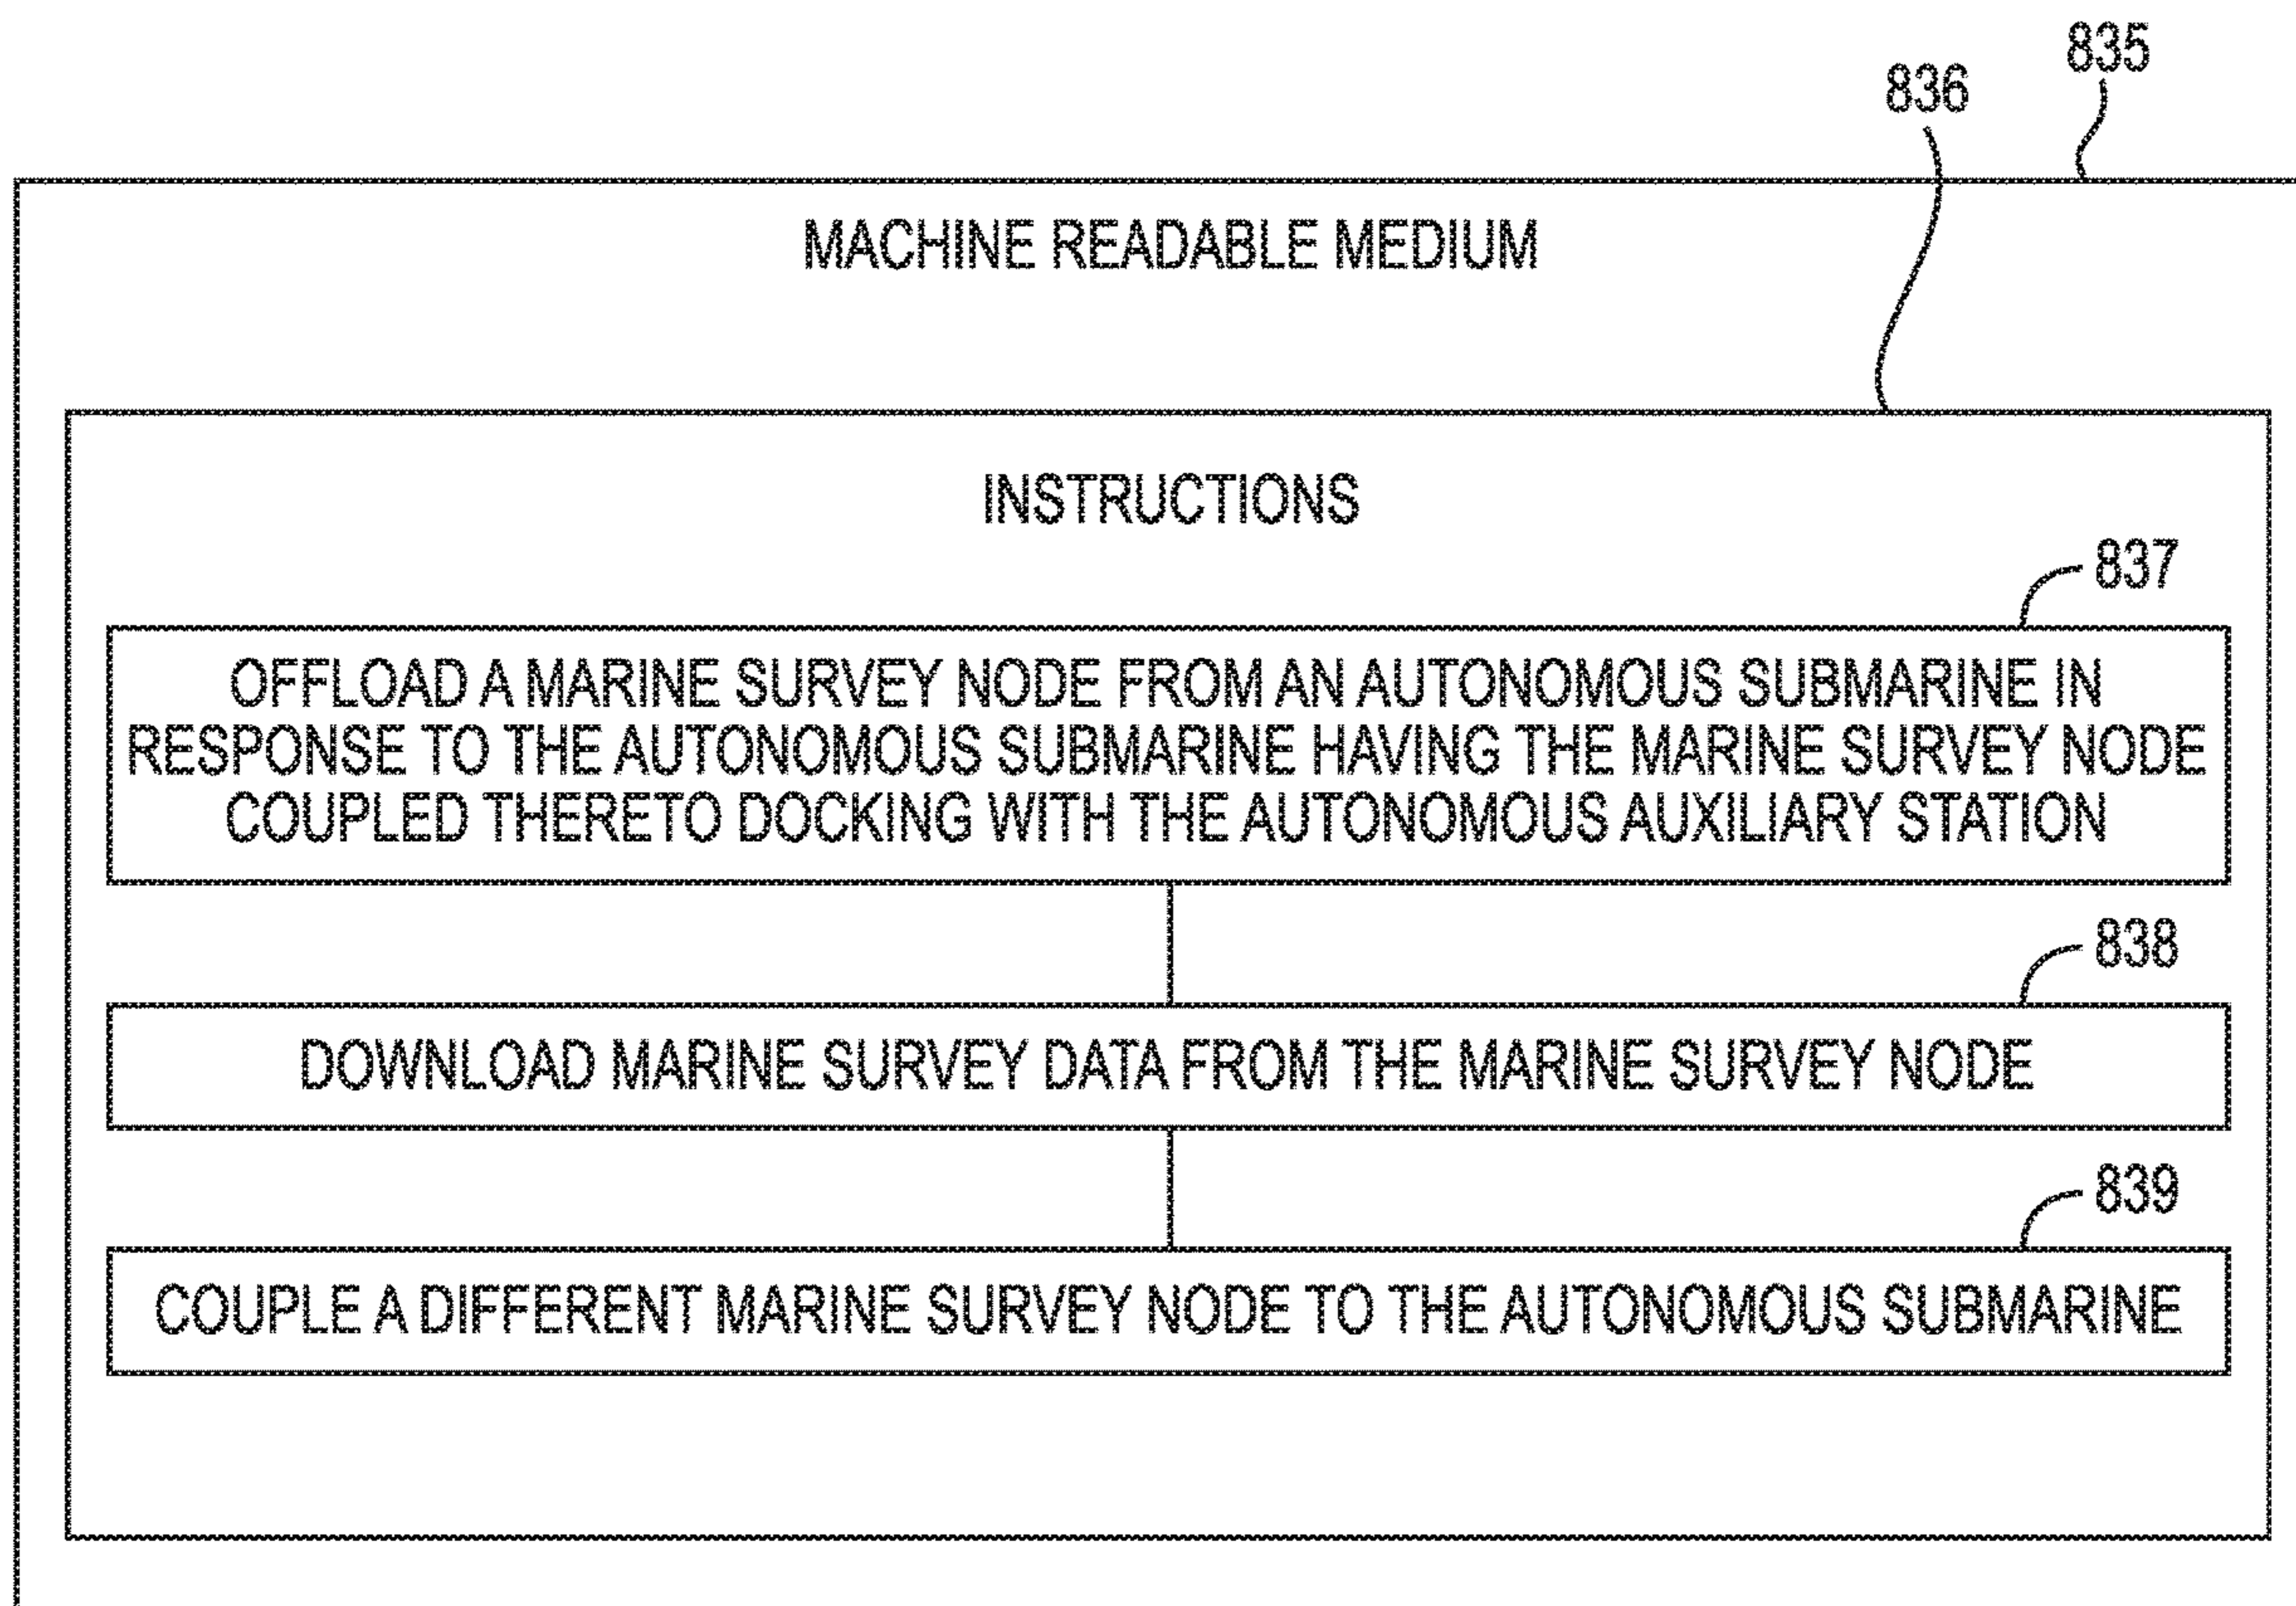 835
836
MACHINE READABLE MEDIUM
INSTRUCTIONS
837
OFFLOAD A MARINE SURVEY NODE FROM AN AUTONOMOUS SUBMARINE IN
RESPONSE TO THE AUTONOMOUS SUBMARINE HAVING THE MARINE SURVEY NODE
COUPLED THERETO DOCKING WITH THE AUTONOMOUS AUXILIARY STATION
838
DOWNLOAD MARINE SURVEY DATA FROM THE MARINE SURVEY NODE
839
COUPLE A DIFFERENT MARINE SURVEY NODE TO THE AUTONOMOUS SUBMARINE